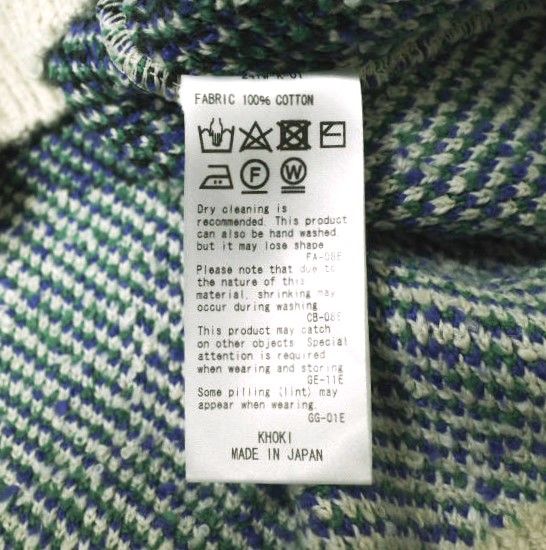 FABRIC 100% COTTON
F W
Dry cleaning is
recommended. This product
can also be hand washed
but it may lose shape
FA-08E
Please note that due to
the nature of this
material, shrinking may
occur during washing
CB-08E
This product may catch
on other objects. Special
attention is required
when wearing and storing
GE-11E
Some pilling (lint) may
appear when wearing.
GG-01E
KHOKI
MADE IN JAPAN